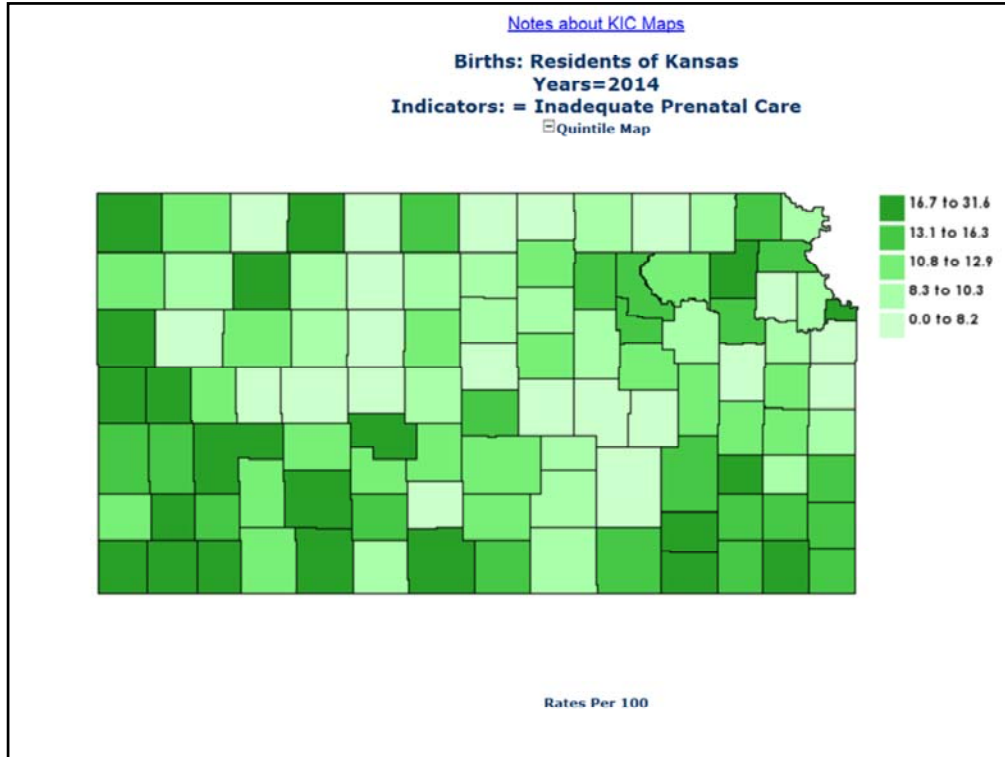 Notes about KIC Maps
Births: Residents of Kansas
Years=2014
Indicators: = Inadequate Prenatal Care
Quintile Map
16.7 to 31.6
13.1 to 16.3
10.8 to 12.9
8.3 to 10.3
0.0 to 8.2
Rates Per 100